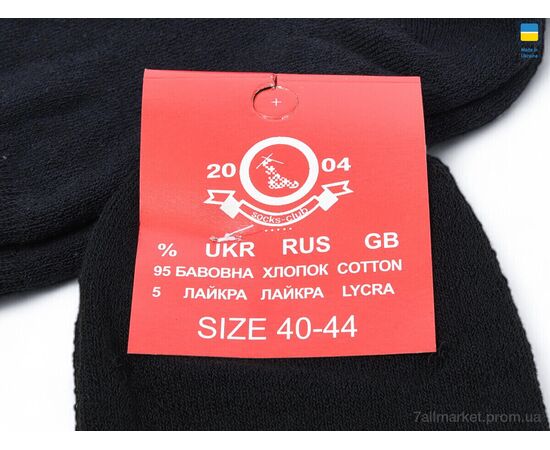 Made in
Ukraine
20 04
socks-club
% UKR RUS GB
95 БАВОВНА ХЛОПОК COTTON
5 ЛАЙКРА ЛАЙКРА LYCRA
SIZE 40-44
7allmarket.prom.ua